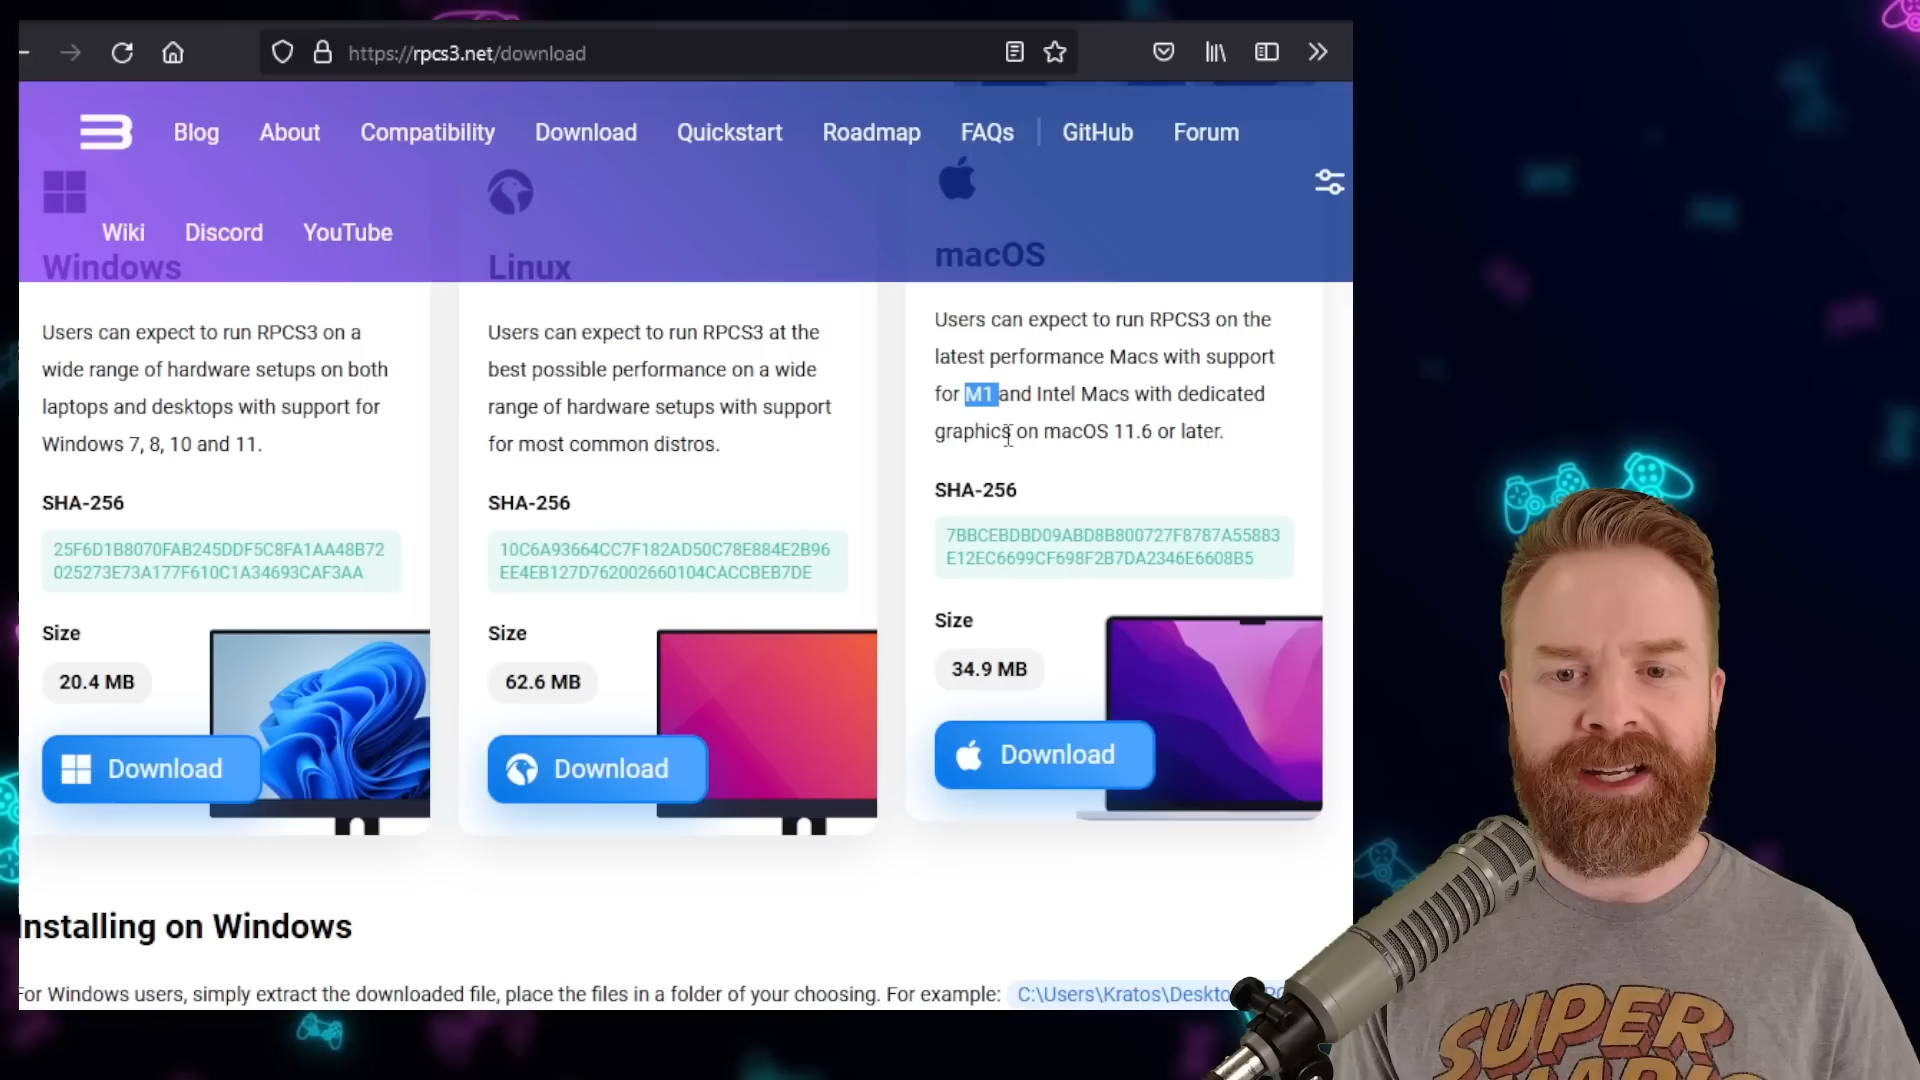 https://rpcs3.net/download
Blog About Compatibility Download Quickstart Roadmap FAQs GitHub Forum
Wiki Discord YouTube
Windows
Users can expect to run RPCS3 on a
wide range of hardware setups on both
laptops and desktops with support for
Windows 7, 8, 10 and 11.
SHA-256
25F6D1B8070FAB245DDF5C8FA1AA48B72
025273E73A177F610C1A34693CAF3AA
Size
20.4 MB
Download
Linux
Users can expect to run RPCS3 at the
best possible performance on a wide
range of hardware setups with support
for most common distros.
SHA-256
10C6A93664CC7F182AD50C78E884E2B96
EE4EB127D762002660104CACCBEB7DE
Size
62.6 MB
Download
macOS
Users can expect to run RPCS3 on the
latest performance Macs with support
for M1 and Intel Macs with dedicated
graphics on macOS 11.6 or later.
SHA-256
7BBCEBDBD09ABD8B800727F8787A55883
E12EC6699CF698F2B7DA2346E6608B5
Size
34.9 MB
Download
Installing on Windows
For Windows users, simply extract the downloaded file, place the files in a folder of your choosing. For example: C:\Users\Kratos\Deskto
SUPER
MARIO